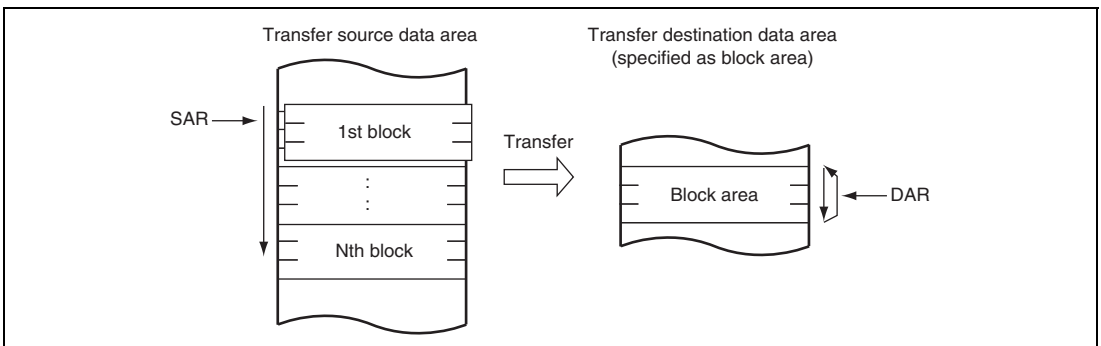 Transfer source data area
Transfer destination data area
(specified as block area)
SAR
1st block
Transfer
:
:
Block area
DAR
Nth block